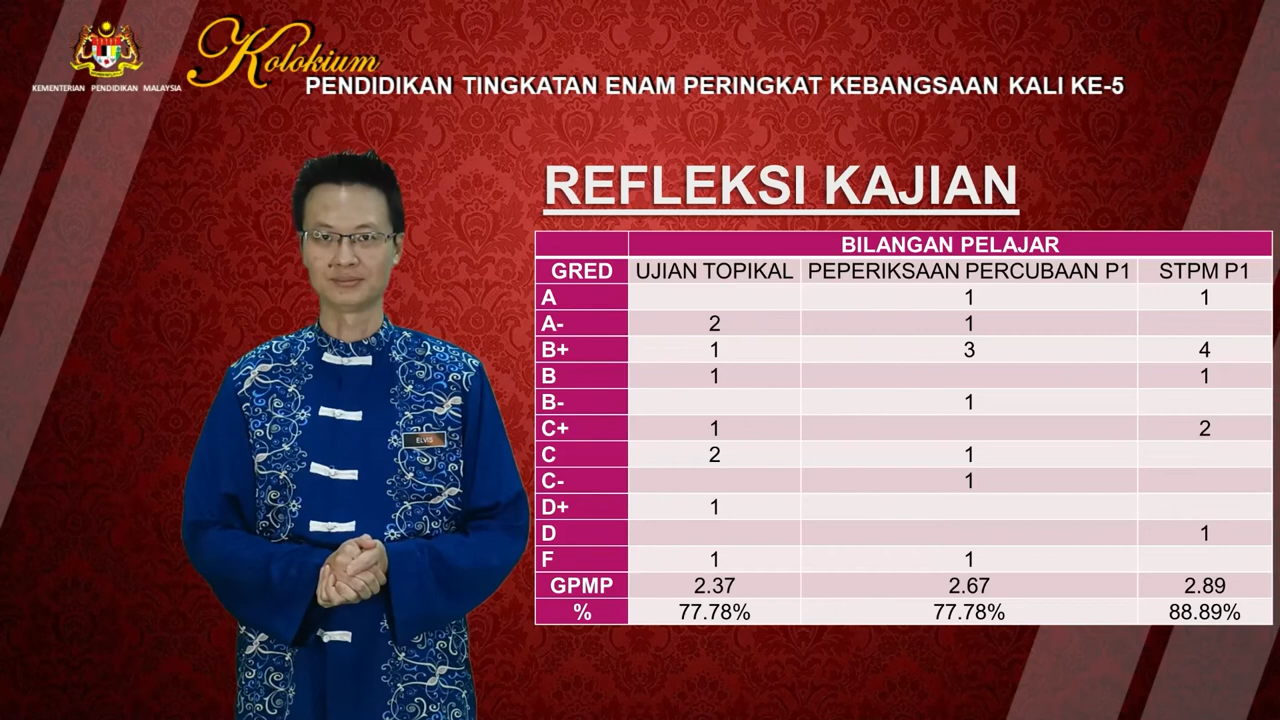 Kolokium
KEMENTERIAN PENDIDIKAN MALAYSIA
PENDIDIKAN TINGKATAN ENAM PERINGKAT KEBANGSAAN KALI KE-5
REFLEKSI KAJIAN
BILANGAN PELAJAR
GRED UJIAN TOPIKAL PEPERIKSAAN PERCUBAAN P1 STPM P1
A 1 1
A- 2 1
B+ 1 3 4
B 1 1
B- 1
C+ 1 2
C 2 1
C- 1
D+ 1
D 1
F 1 1
GPMP 2.37 2.67 2.89
% 77.78% 77.78% 88.89%
ELVIS